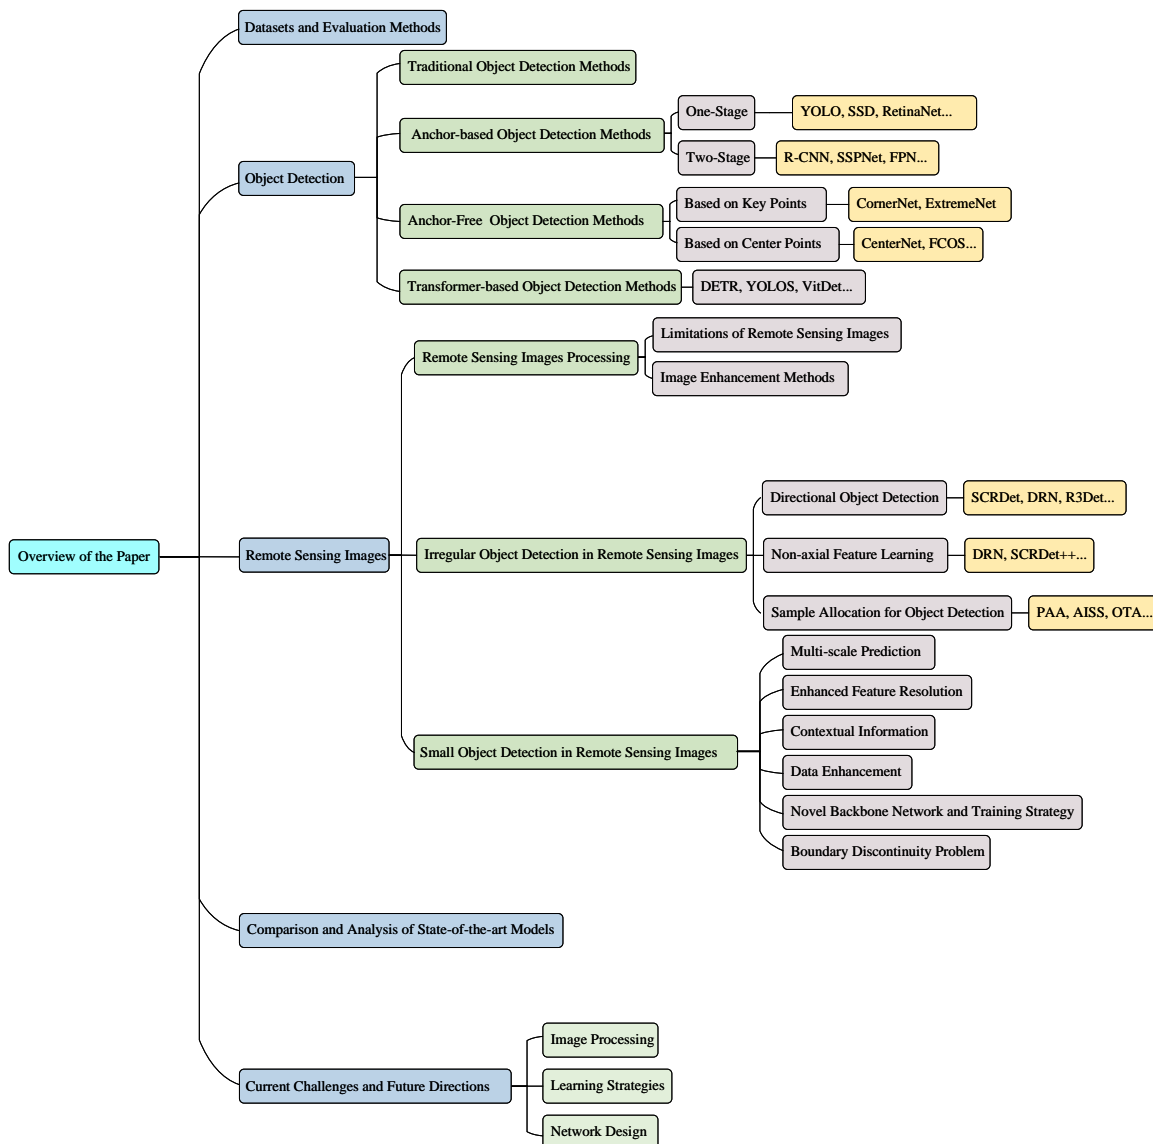 Datasets and Evaluation Methods
Traditional Object Detection Methods
One-Stage
YOLO, SSD, RetinaNet...
Anchor-based Object Detection Methods
Two-Stage
R-CNN, SSPNet, FPN...
Object Detection
Based on Key Points
CornerNet, ExtremeNet
Anchor-Free Object Detection Methods
Based on Center Points
CenterNet, FCOS...
Transformer-based Object Detection Methods
DETR, YOLOS, VitDet...
Limitations of Remote Sensing Images
Remote Sensing Images Processing
Image Enhancement Methods
Directional Object Detection
SCRDet, DRN, R3Det...
Overview of the Paper
Remote Sensing Images
Irregular Object Detection in Remote Sensing Images
Non-axial Feature Learning
DRN, SCRDet++...
Sample Allocation for Object Detection
PAA, AISS, OTA...
Multi-scale Prediction
Enhanced Feature Resolution
Contextual Information
Small Object Detection in Remote Sensing Images
Data Enhancement
Novel Backbone Network and Training Strategy
Boundary Discontinuity Problem
Comparison and Analysis of State-of-the-art Models
Image Processing
Current Challenges and Future Directions
Learning Strategies
Network Design